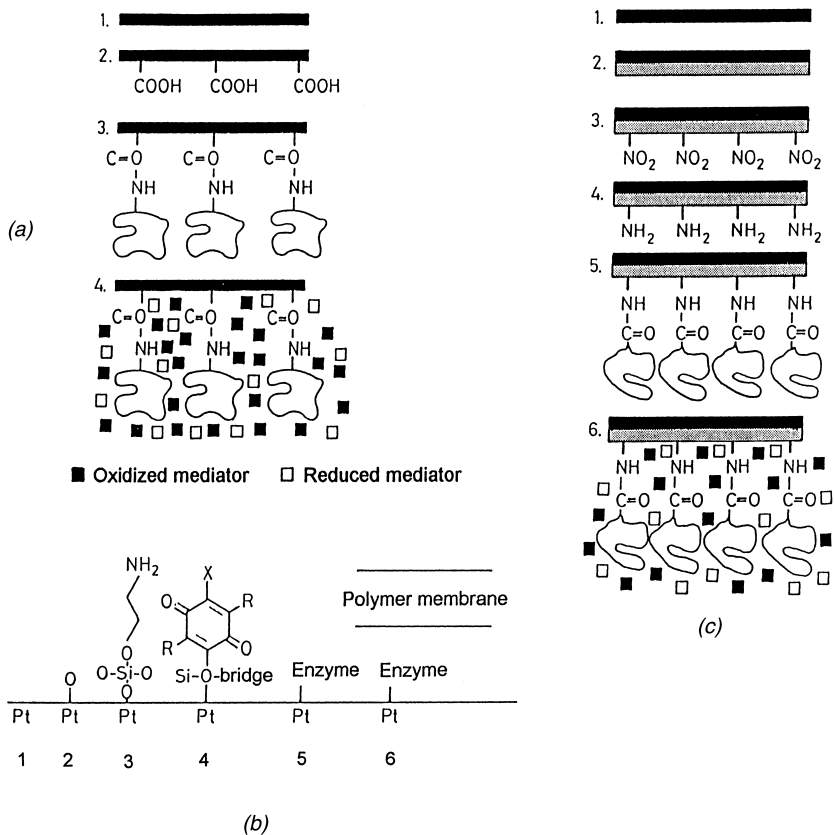 1.
2.
COOH COOH COOH
3.
C=O C=O C=O
NH NH NH
(a)
4.
C=O C=O C=O
NH NH NH
Oxidized mediator Reduced mediator
NH2
O
O-Si-O
O
O
X
O R
R O
Si-O-bridge
Enzyme Enzyme
Polymer membrane
Pt Pt Pt Pt Pt Pt
1 2 3 4 5 6
(b)
1.
2.
3.
NO2 NO2 NO2 NO2
4.
NH2 NH2 NH2 NH2
5.
NH NH NH NH
C=O C=O C=O C=O
6.
NH NH NH NH
C=O C=O C=O C=O
(c)